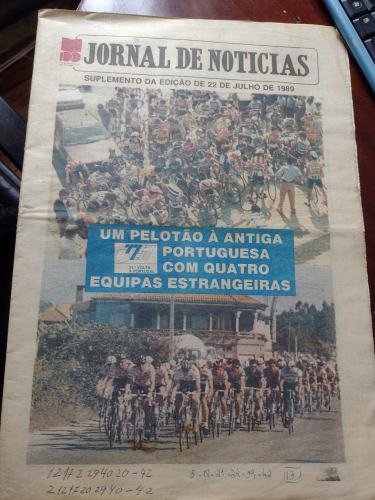 JORNAL DE NOTICIAS
SUPLEMENTO DA EDIÇÃO DE 22 DE JULHO DE 1989
UM PELOTÃO À ANTIGA
PORTUGUESA
COM QUATRO
EQUIPAS ESTRANGEIRAS